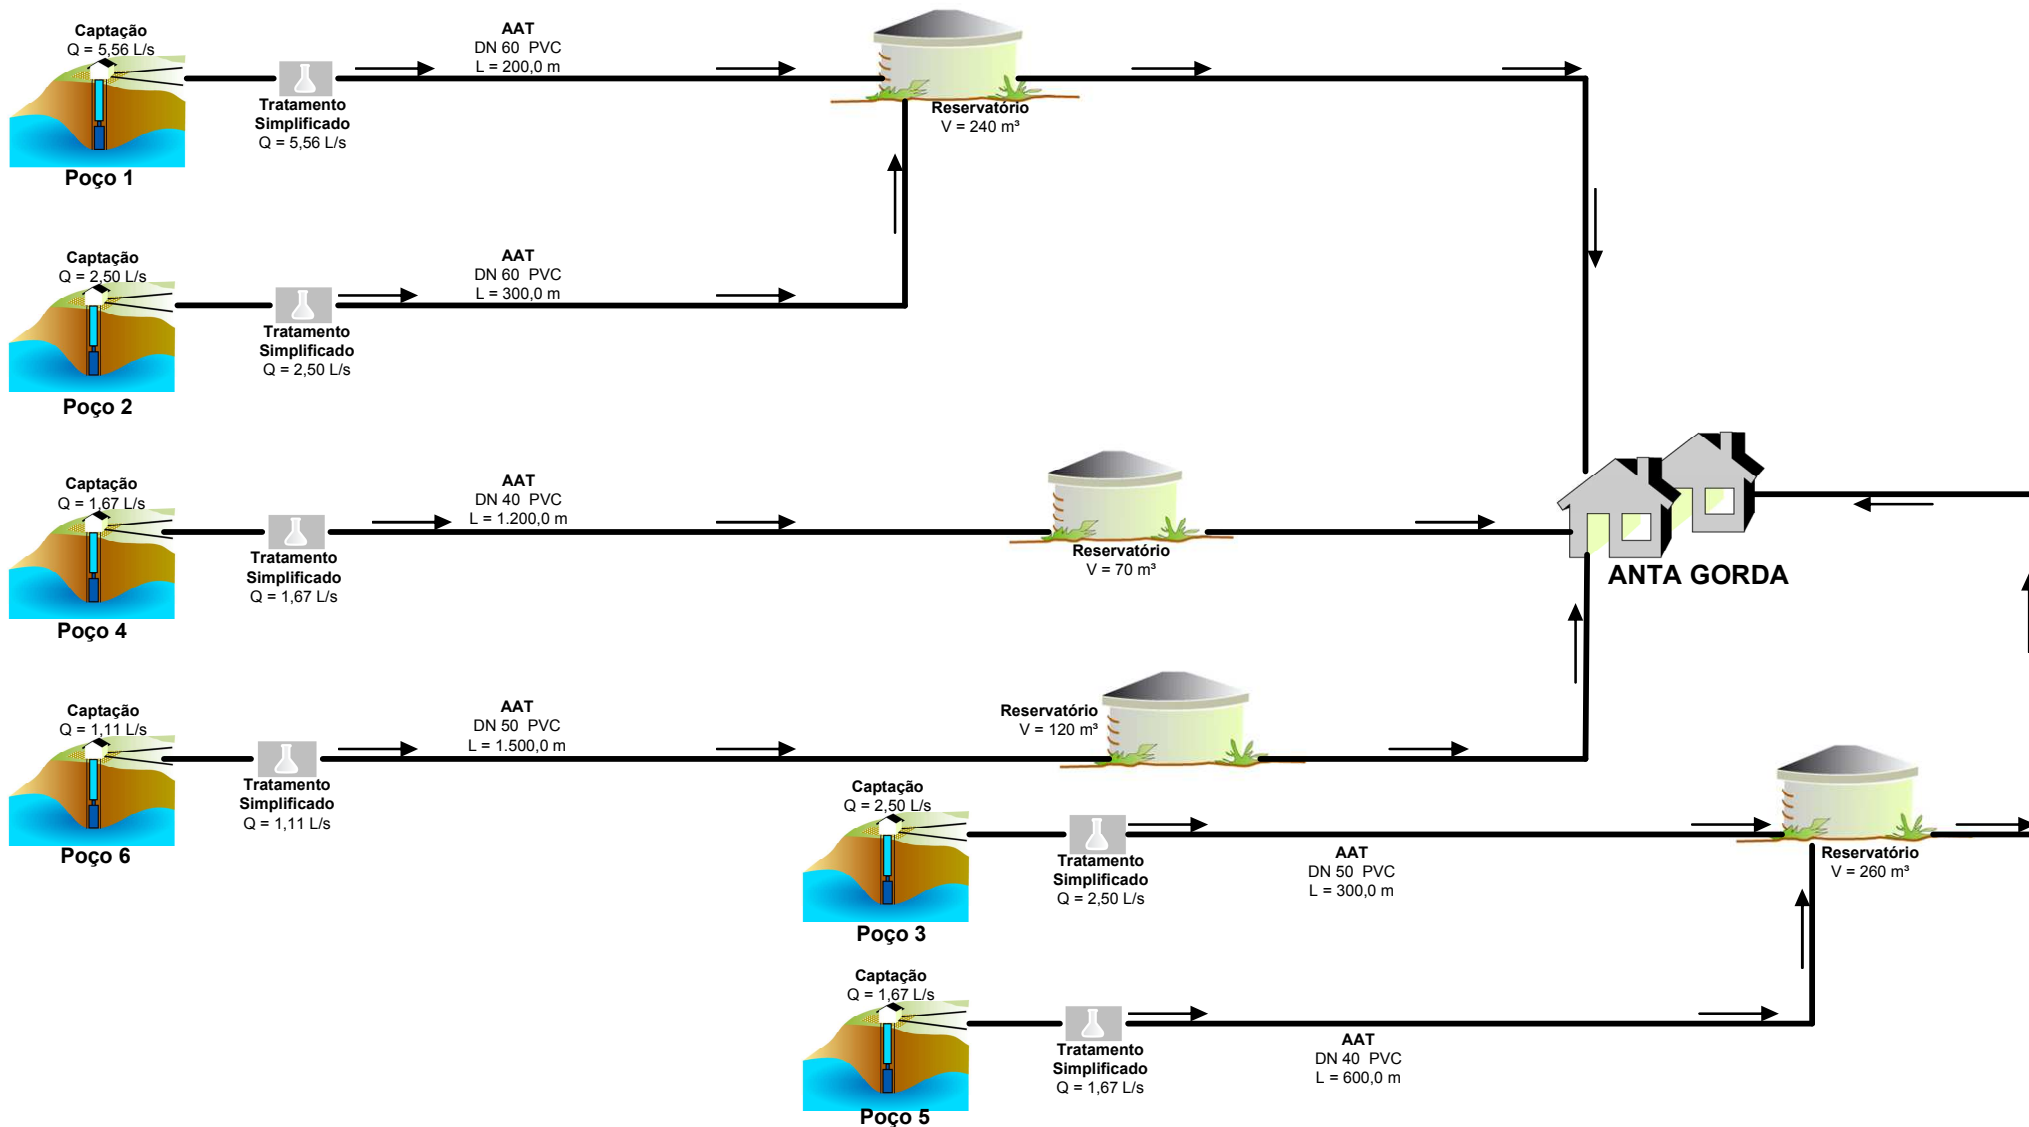 Captação
Q = 5,56 L/s
Poço 1
Tratamento
Simplificado
Q = 5,56 L/s
AAT
DN 60  PVC
L = 200,0 m
Reservatório
V = 240 m³
Captação
Q = 2,50 L/s
Poço 2
Tratamento
Simplificado
Q = 2,50 L/s
AAT
DN 60  PVC
L = 300,0 m
Captação
Q = 1,67 L/s
Poço 4
Tratamento
Simplificado
Q = 1,67 L/s
AAT
DN 40  PVC
L = 1.200,0 m
Reservatório
V = 70 m³
ANTA GORDA
Captação
Q = 1,11 L/s
Poço 6
Tratamento
Simplificado
Q = 1,11 L/s
AAT
DN 50  PVC
L = 1.500,0 m
Reservatório
V = 120 m³
Captação
Q = 2,50 L/s
Poço 3
Tratamento
Simplificado
Q = 2,50 L/s
AAT
DN 50  PVC
L = 300,0 m
Reservatório
V = 260 m³
Captação
Q = 1,67 L/s
Poço 5
Tratamento
Simplificado
Q = 1,67 L/s
AAT
DN 40  PVC
L = 600,0 m